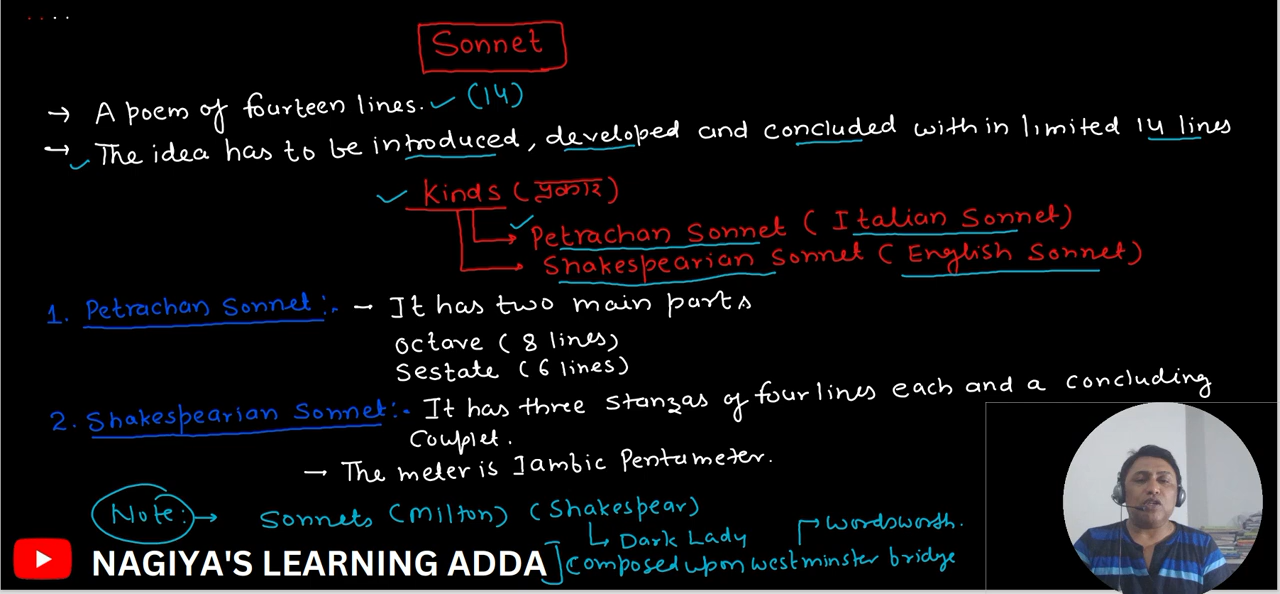 Sonnet
→ A poem of fourteen lines. ✓ (14)
→ The idea has to be introduced, developed and concluded with in limited 14 lines
✓ Kinds (प्रकार)
→ Petrachan Sonnet (Italian Sonnet)
→ Shakespearian Sonnet (English Sonnet)
1. Petrachan Sonnet:- - It has two main parts
octave (8 lines)
Sestate (6 lines)
2. Shakespearian Sonnet:- It has three stanzas of four lines each and a concluding
couplet.
→ The meter is Iambic Pentameter.
Note:→ Sonnets (Milton) (Shakespear)
↳ Dark Lady wordsworth.
NAGIYA'S LEARNING ADDA ] Composed upon westminster bridge